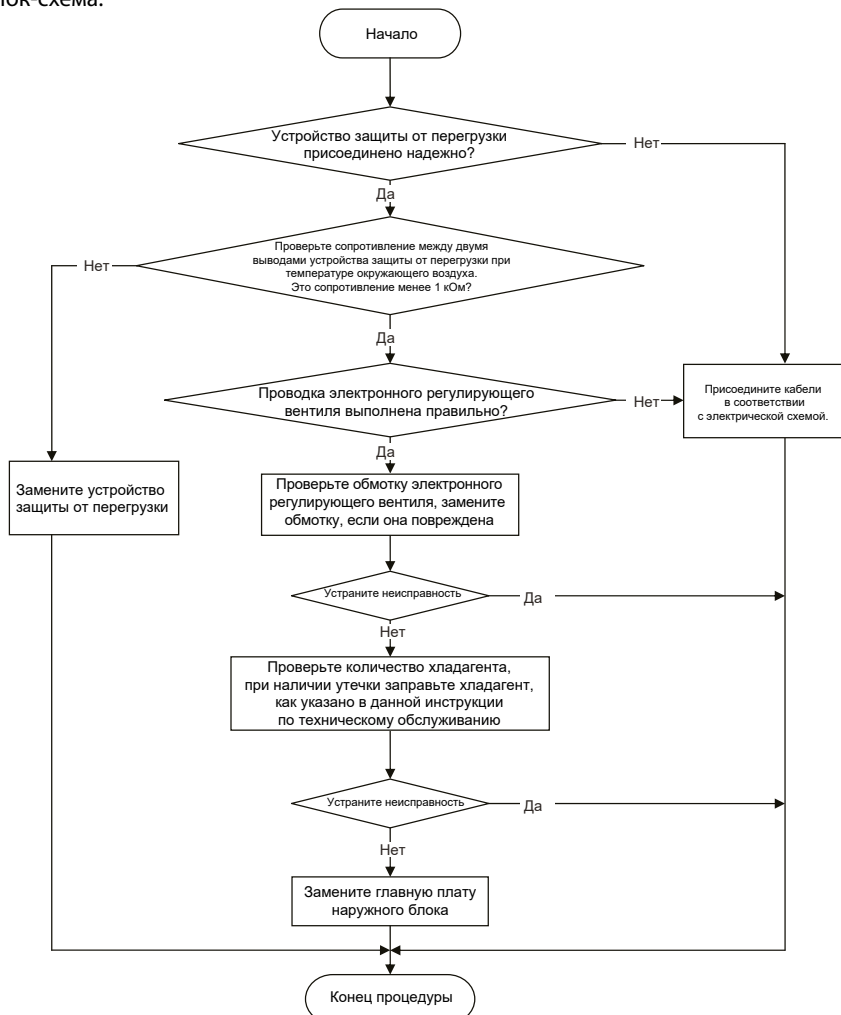 Начало
Устройство защиты от перегрузки
присоединено надежно?
Нет
Да
Проверьте сопротивление между двумя
выводами устройства защиты от перегрузки при
температуре окружающего воздуха.
Это сопротивление менее 1 кОм?
Нет
Да
Проводка электронного регулирующего
вентиля выполнена правильно?
Нет
Присоедините кабели
в соответствии
с электрической схемой.
Да
Замените устройство
защиты от перегрузки
Проверьте обмотку электронного
регулирующего вентиля, замените
обмотку, если она повреждена
Устраните неисправность
Да
Нет
Проверьте количество хладагента,
при наличии утечки заправьте хладагент,
как указано в данной инструкции
по техническому обслуживанию
Устраните неисправность
Да
Нет
Замените главную плату
наружного блока
Конец процедуры